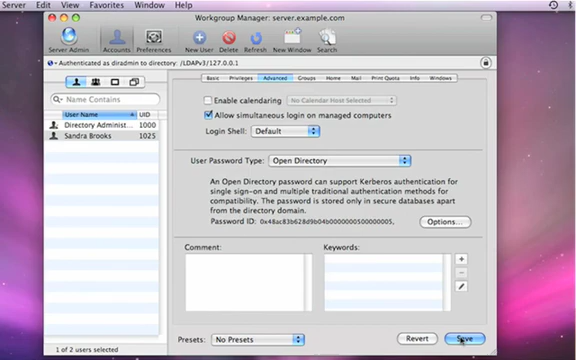 Server Edit View Favorites Window Help
Workgroup Manager: server.example.com
Server Admin Accounts Preferences New User Delete Refresh New Window Search
Authenticated as diradmin to directory: /LDAPv3/127.0.0.1
Basic Privileges Advanced Groups Home Mail Print Quota Info Windows
Name Contains
User Name UID
Directory Administ... 1000
Sandra Brooks 1025
Enable calendaring No Calendar Host Selected
Allow simultaneous login on managed computers
Login Shell: Default
User Password Type: Open Directory
An Open Directory password can support Kerberos authentication for
single sign-on and multiple traditional authentication methods for
compatibility. The password is stored only in secure databases apart
from the directory domain.
Password ID: 0x48ac83b628d9b04b0000000500000005,
Options...
Comment: Keywords:
Presets: No Presets Revert Save
1 of 2 users selected